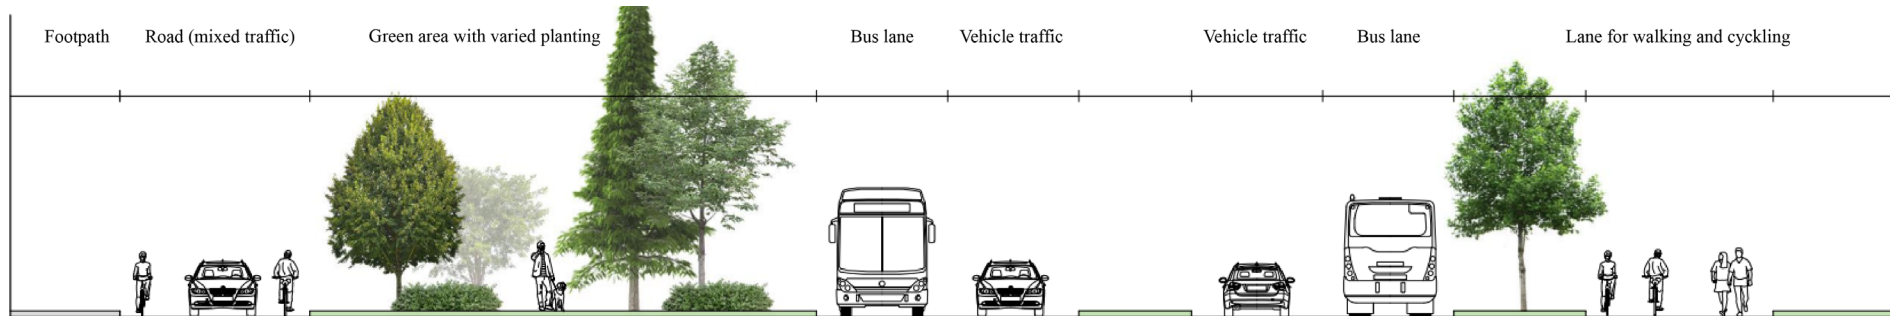 Footpath
Road (mixed traffic)
Green area with varied planting
Bus lane
Vehicle traffic
Vehicle traffic
Bus lane
Lane for walking and cyckling